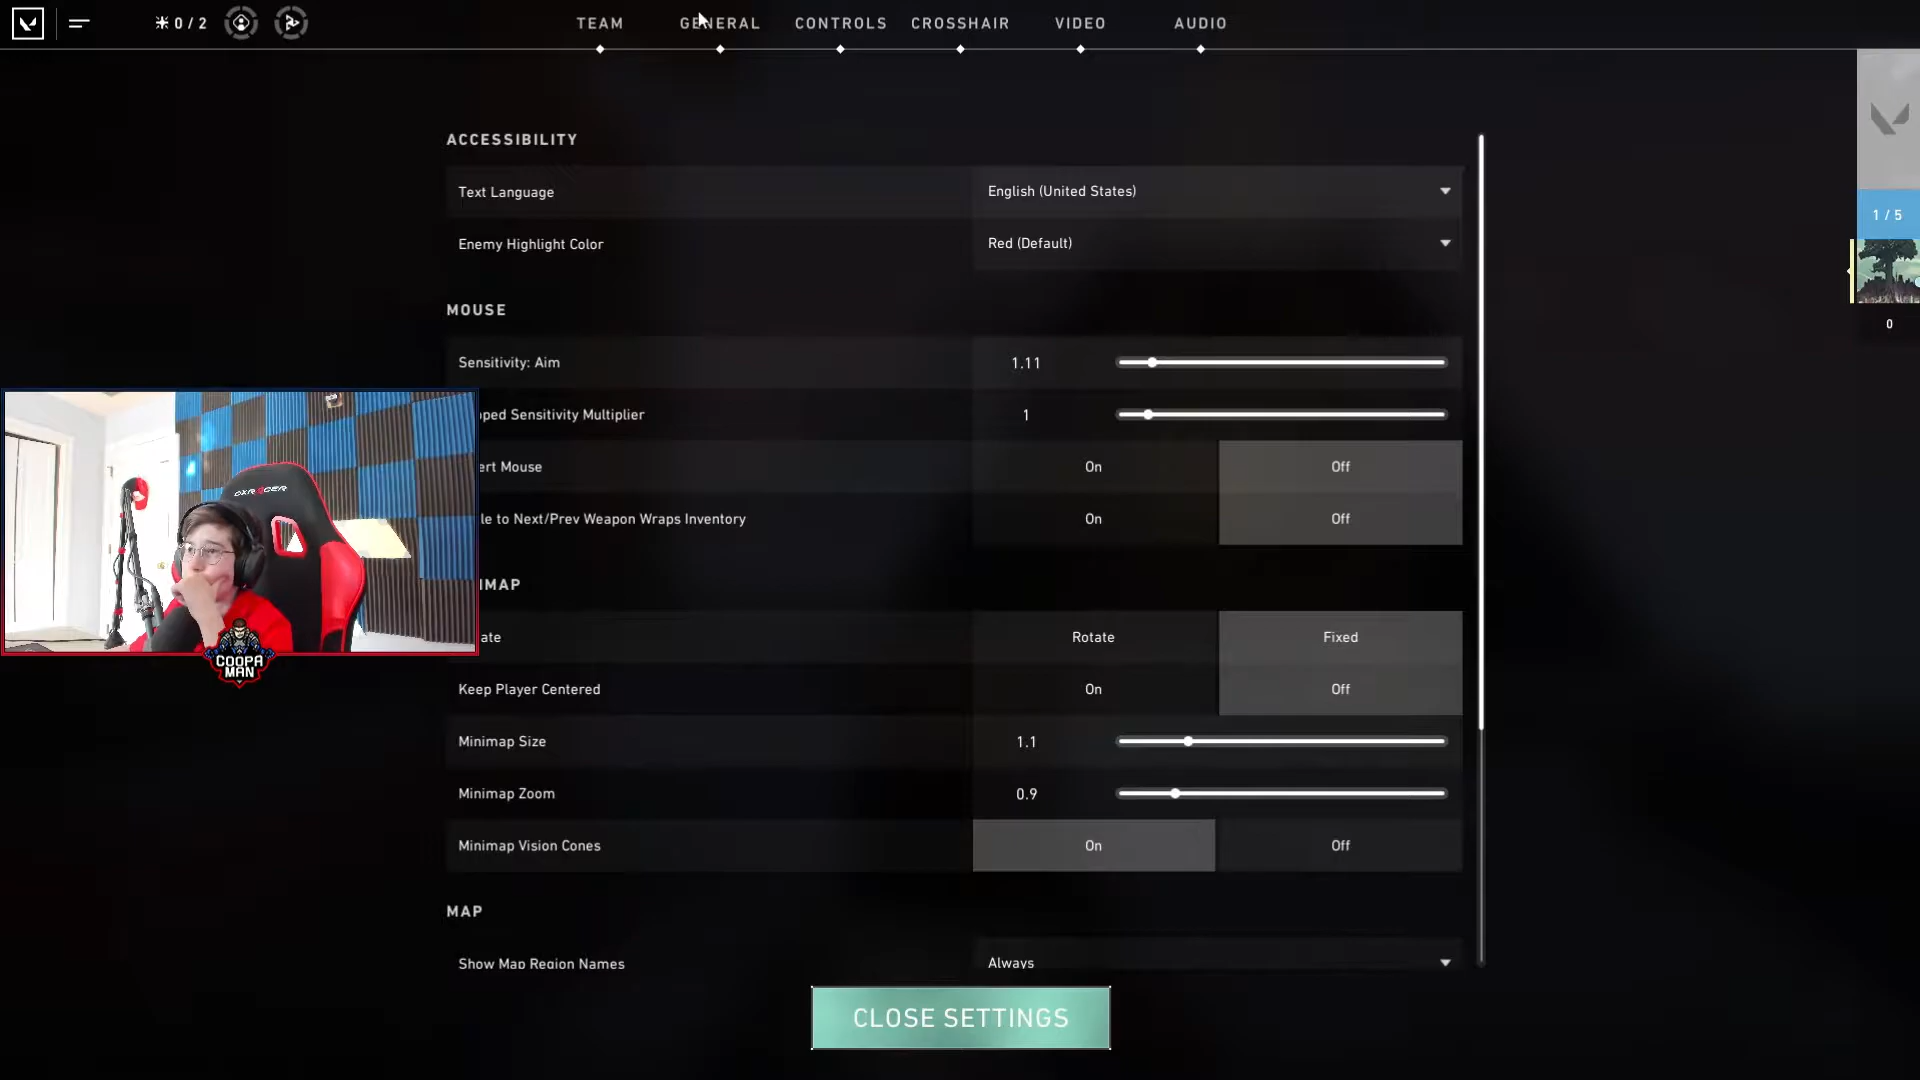 0 / 2
TEAM
GENERAL
CONTROLS
CROSSHAIR
VIDEO
AUDIO
ACCESSIBILITY
Text Language
English (United States)
Enemy Highlight Color
Red (Default)
1 / 5
0
MOUSE
Sensitivity: Aim
1.11
ped Sensitivity Multiplier
1
ert Mouse
On
Off
le to Next/Prev Weapon Wraps Inventory
On
Off
IMAP
ate
Rotate
Fixed
Keep Player Centered
On
Off
Minimap Size
1.1
Minimap Zoom
0.9
Minimap Vision Cones
On
Off
MAP
Show Map Region Names
Always
CLOSE SETTINGS
DXRACER
COOPA
MAN